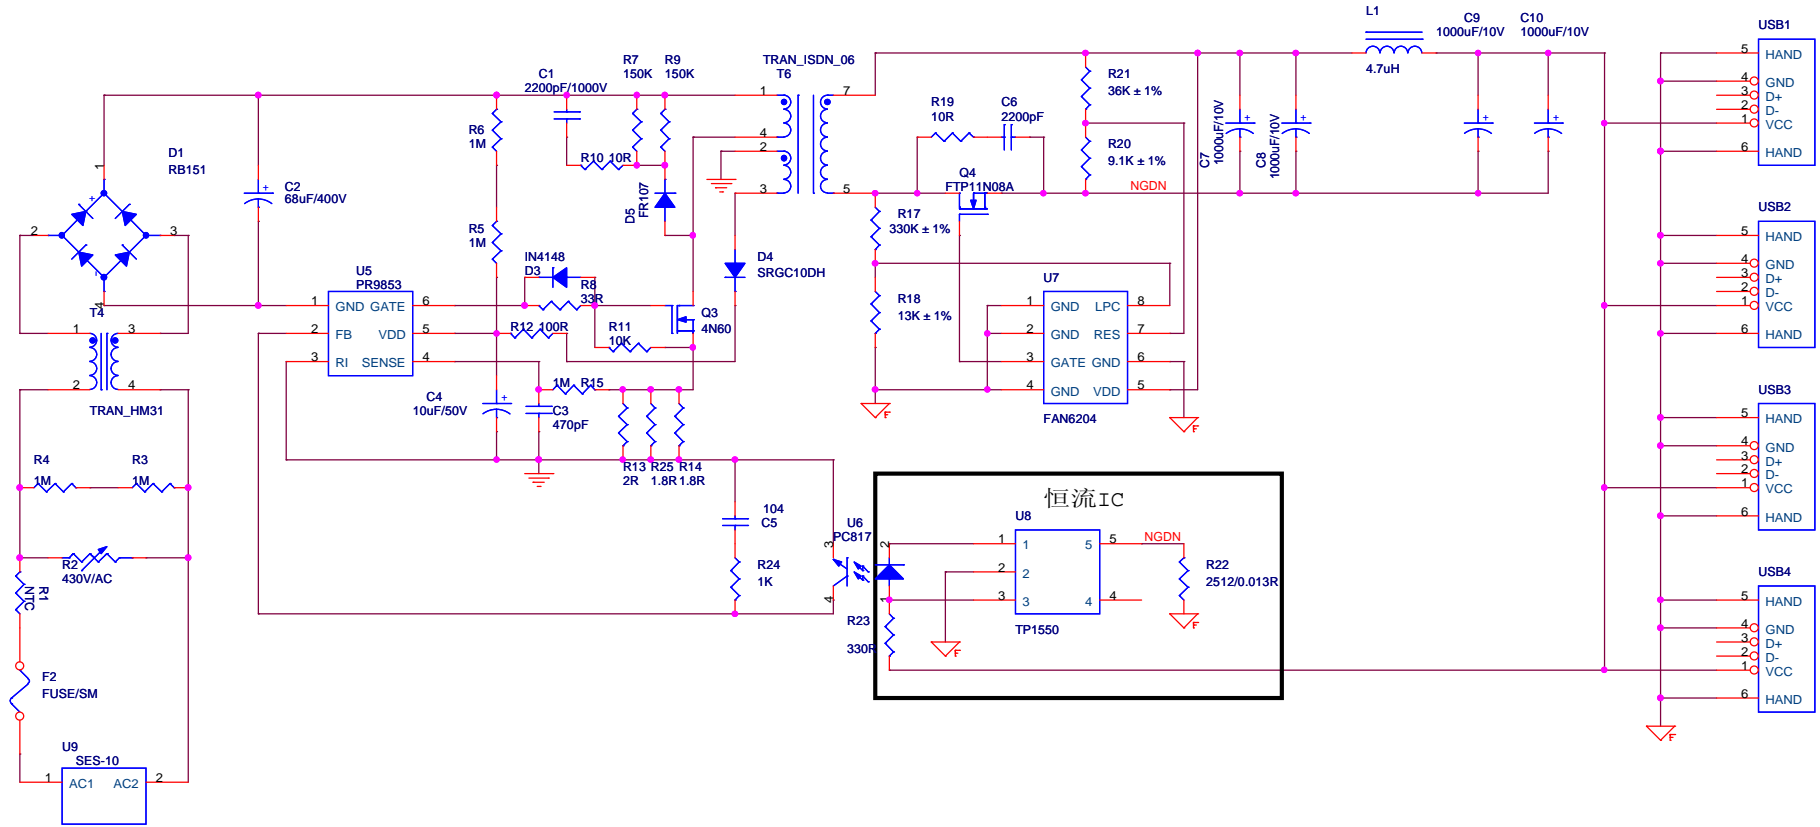 L1
4.7uH
C9
1000uF/10V
C10
1000uF/10V
USB1
5 HAND
4 GND
3 D+
2 D-
1 VCC
6 HAND
TRAN_ISDN_06
T6
1
4
2
3
7
5
R7
150K
R9
150K
C1
2200pF/1000V
R10 10R
D5
FR107
R6
1M
R5
1M
D1
RB151
1
2
3
4
C2
68uF/400V
R21
36K ± 1%
R20
9.1K ± 1%
NGDN
R19
10R
C6
2200pF
Q4
FTP11N08A
C7
1000uF/10V
C8
1000uF/10V
R17
330K ± 1%
R18
13K ± 1%
U7
1 GND LPC 8
2 GND RES 7
3 GATE GND 6
4 GND VDD 5
FAN6204
F
F
USB2
5 HAND
4 GND
3 D+
2 D-
1 VCC
6 HAND
IN4148
D3
R8
33R
D4
SRGC10DH
U5
PR9853
1 GND GATE 6
2 FB VDD 5
3 RI SENSE 4
R12 100R
R11
10K
Q3
4N60
T4
1
3
2
4
TRAN_HM31
C4
10uF/50V
1M R15
C3
470pF
R13
2R
R25
1.8R
R14
1.8R
USB3
5 HAND
4 GND
3 D+
2 D-
1 VCC
6 HAND
R4
1M
R3
1M
R2
430V/AC
R1
NTC
104
C5
R24
1K
U6
PC817
3
4
2
1
恒流IC
U8
1 1 5 5
2 2
3 3 4 4
TP1550
NGDN
R22
2512/0.013R
F
F
R23
330R
USB4
5 HAND
4 GND
3 D+
2 D-
1 VCC
6 HAND
F
F2
FUSE/SM
U9
SES-10
1 AC1 AC2 2